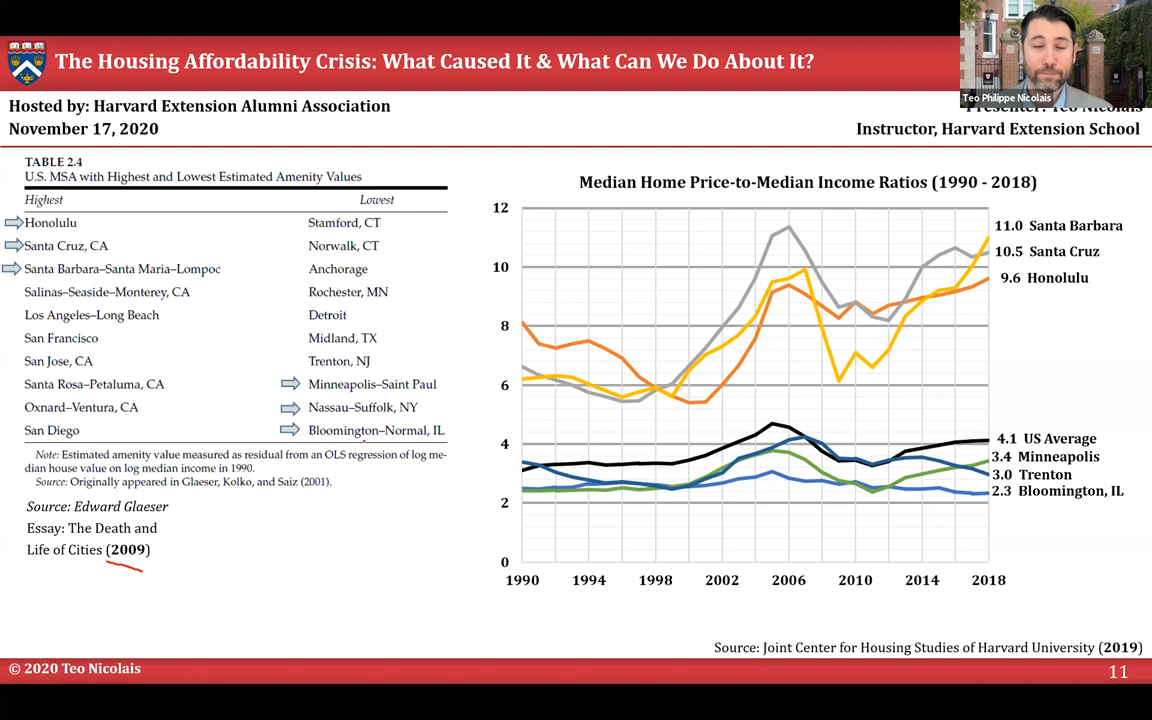 The Housing Affordability Crisis: What Caused It & What Can We Do About It?
Teo Philippe Nicolais
Hosted by: Harvard Extension Alumni Association
Presenter: Teo Nicolais
November 17, 2020
Instructor, Harvard Extension School
TABLE 2.4
U.S. MSA with Highest and Lowest Estimated Amenity Values
Highest Lowest
Honolulu Stamford, CT
Santa Cruz, CA Norwalk, CT
Santa Barbara–Santa Maria–Lompoc Anchorage
Salinas–Seaside–Monterey, CA Rochester, MN
Los Angeles–Long Beach Detroit
San Francisco Midland, TX
San Jose, CA Trenton, NJ
Santa Rosa–Petaluma, CA Minneapolis–Saint Paul
Oxnard–Ventura, CA Nassau–Suffolk, NY
San Diego Bloomington–Normal, IL
Note: Estimated amenity value measured as residual from an OLS regression of log me-
dian house value on log median income in 1990.
Source: Originally appeared in Glaeser, Kolko, and Saiz (2001).
Source: Edward Glaeser
Essay: The Death and
Life of Cities (2009)
Median Home Price-to-Median Income Ratios (1990 - 2018)
12
10
8
6
4
2
0
1990 1994 1998 2002 2006 2010 2014 2018
11.0 Santa Barbara
10.5 Santa Cruz
9.6 Honolulu
4.1 US Average
3.4 Minneapolis
3.0 Trenton
2.3 Bloomington, IL
Source: Joint Center for Housing Studies of Harvard University (2019)
© 2020 Teo Nicolais
11